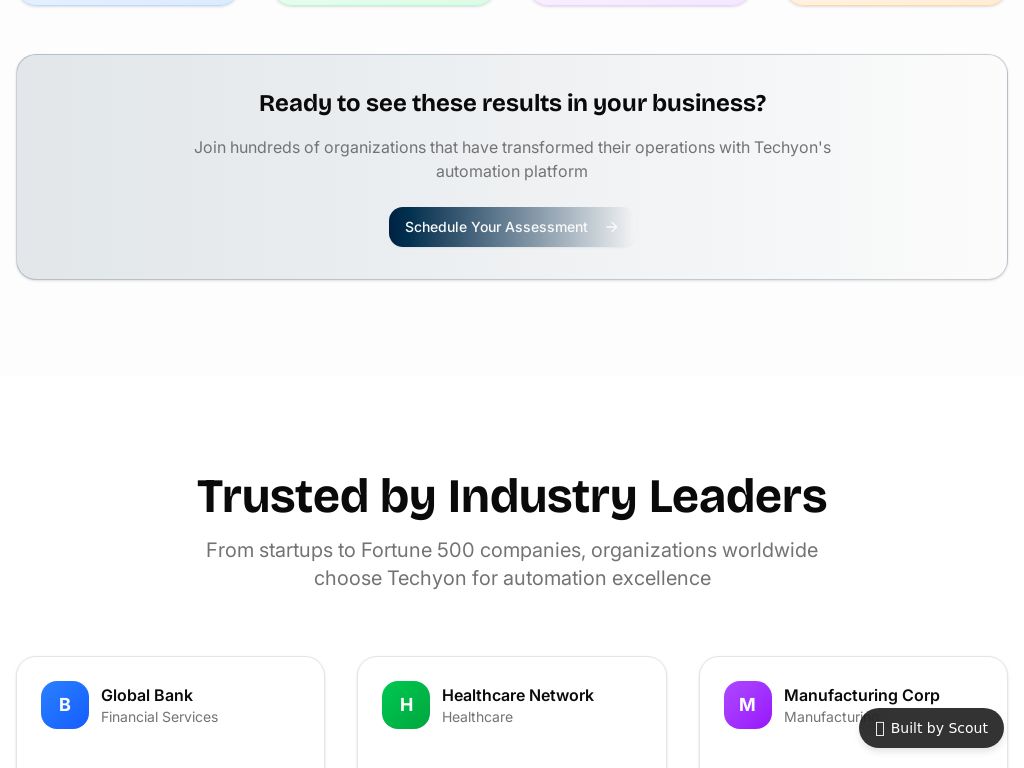 Ready to see these results in your business?
Join hundreds of organizations that have transformed their operations with Techyon's
automation platform
Schedule Your Assessment →
Trusted by Industry Leaders
From startups to Fortune 500 companies, organizations worldwide
choose Techyon for automation excellence
B
Global Bank
Financial Services
H
Healthcare Network
Healthcare
M
Manufacturing Corp
Built by Scout